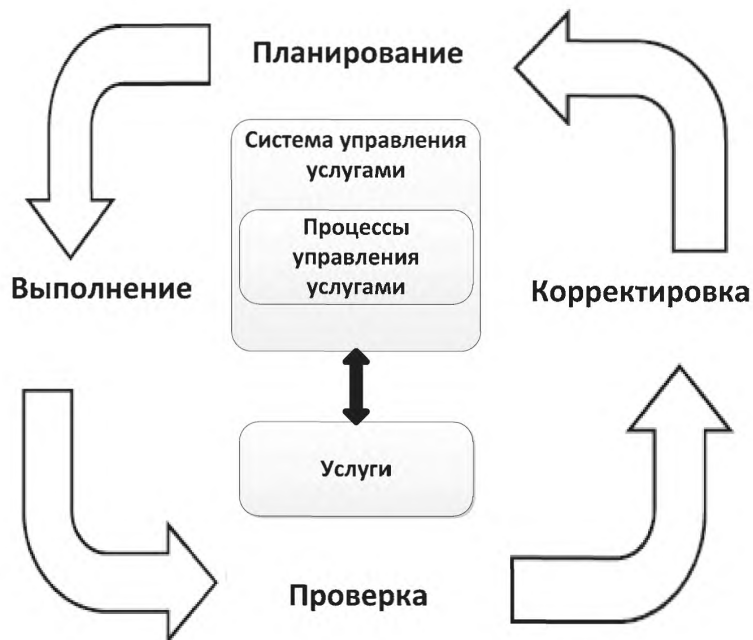 Планирование
Система управления
услугами
Процессы
управления
услугами
Выполнение
Корректировка
Услуги
Проверка